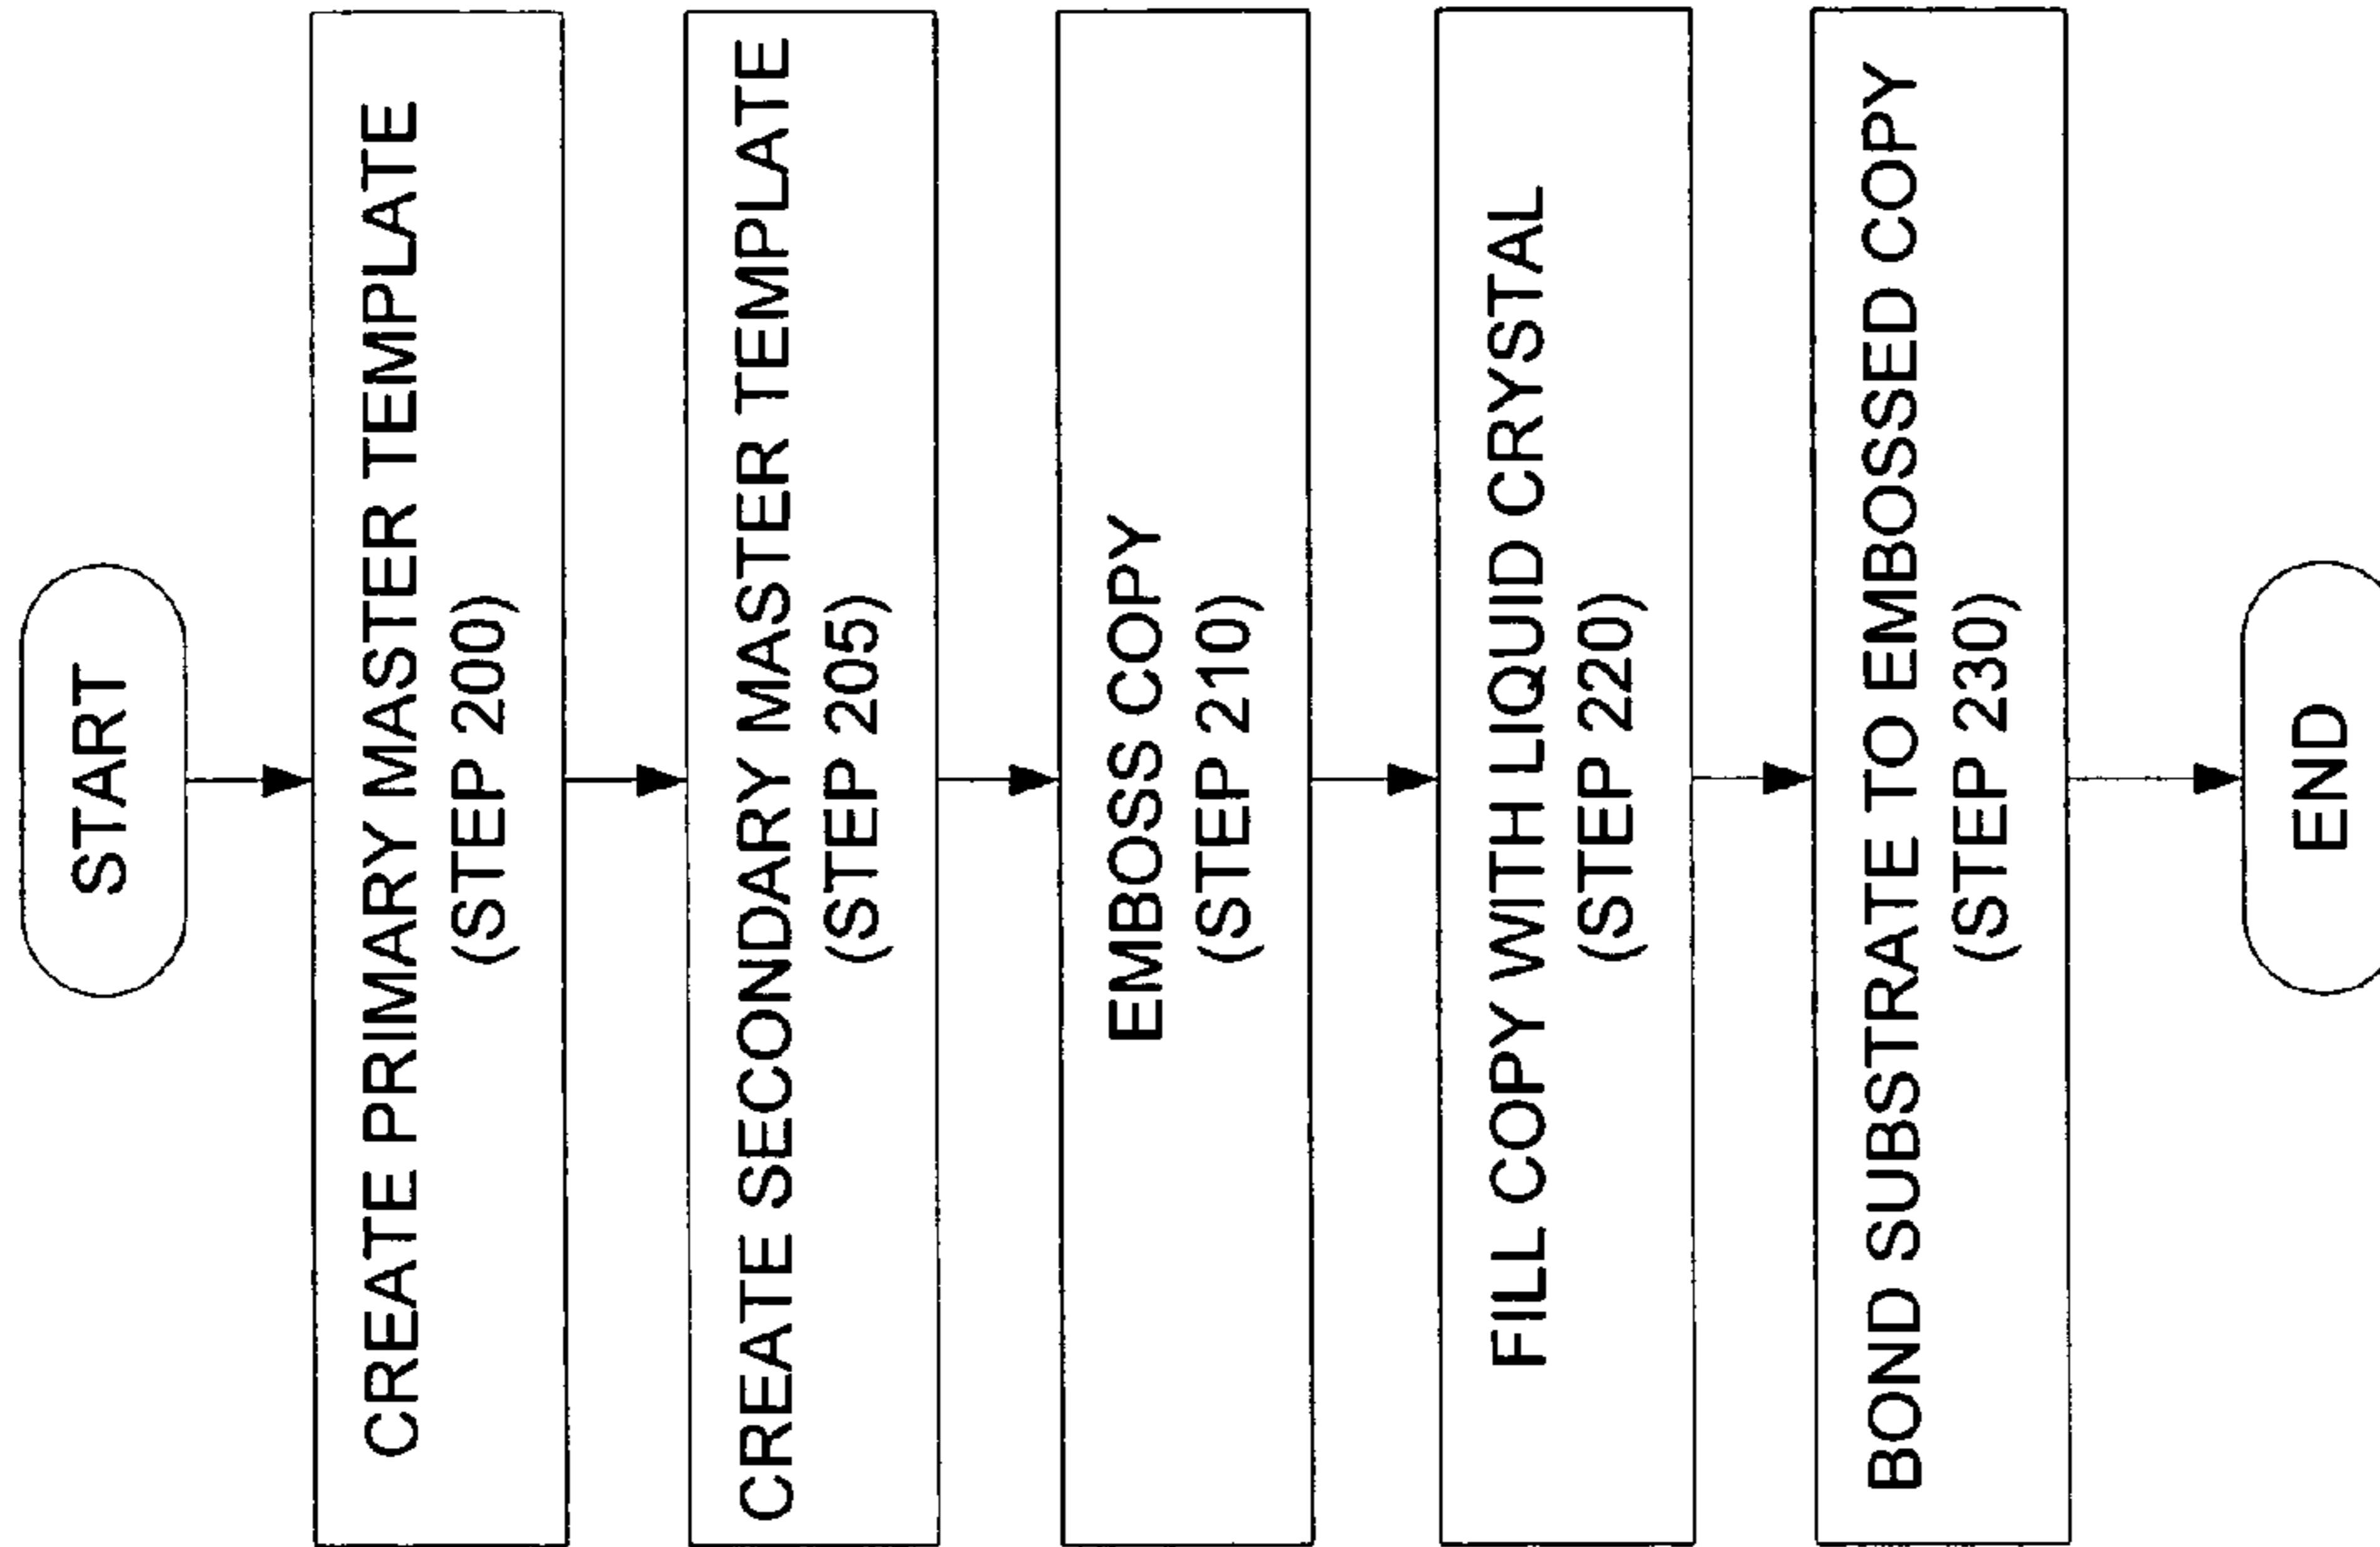 START
CREATE PRIMARY MASTER TEMPLATE
(STEP 200)
CREATE SECONDARY MASTER TEMPLATE
(STEP 205)
EMBOSS COPY
(STEP 210)
FILL COPY WITH LIQUID CRYSTAL
(STEP 220)
BOND SUBSTRATE TO EMBOSSED COPY
(STEP 230)
END